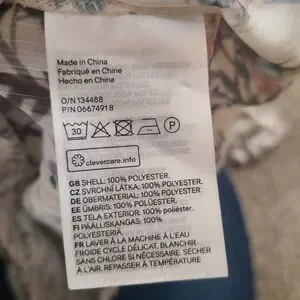 Made in China
Fabriqué en Chine
Hecho en China
O/N 134488
P/N 06674918
30
P
clevercare.info
GB SHELL: 100% POLYESTER.
CZ SVRCHNÍ LÁTKA: 100% POLYESTER.
DE OBERMATERIAL: 100% POLYESTER
EE ÜMBRIS: 100% POLÜESTER.
ES TELA EXTERIOR: 100% poliéster.
FI PÄÄLLIKANGAS: 100%
POLYESTERIÄ.
FR LAVER À LA MACHINE À L'EAU
FROIDE CYCLE DÉLICAT, BLANCHIR
SANS CHLORE SI NÉCESSAIRE, SÉCHER
À L'AIR, REPASSER À TEMPÉRATURE